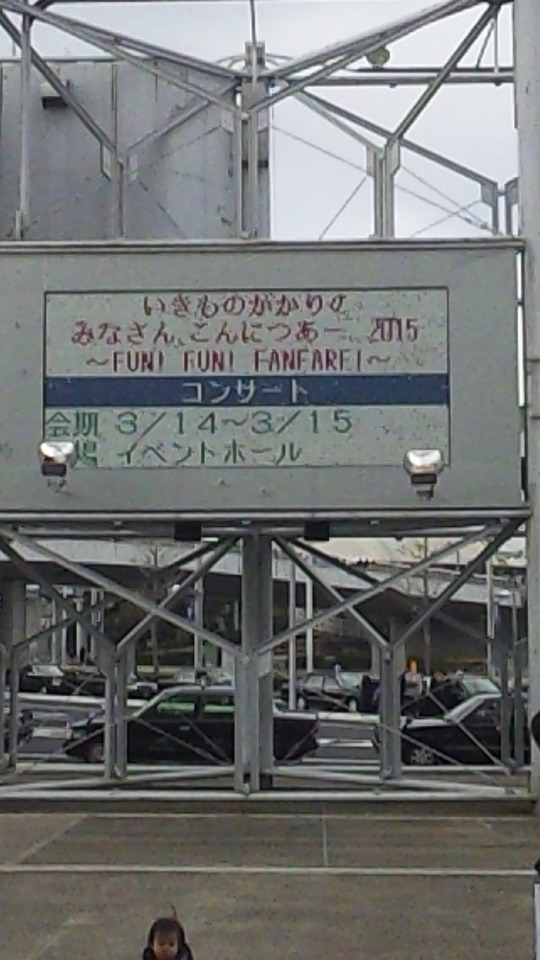 いきものがかりの
みなさん、こんにつあー 2015
〜FUN! FUN! FANFARE!〜
コンサート
会期 3/14〜3/15
場 イベントホール